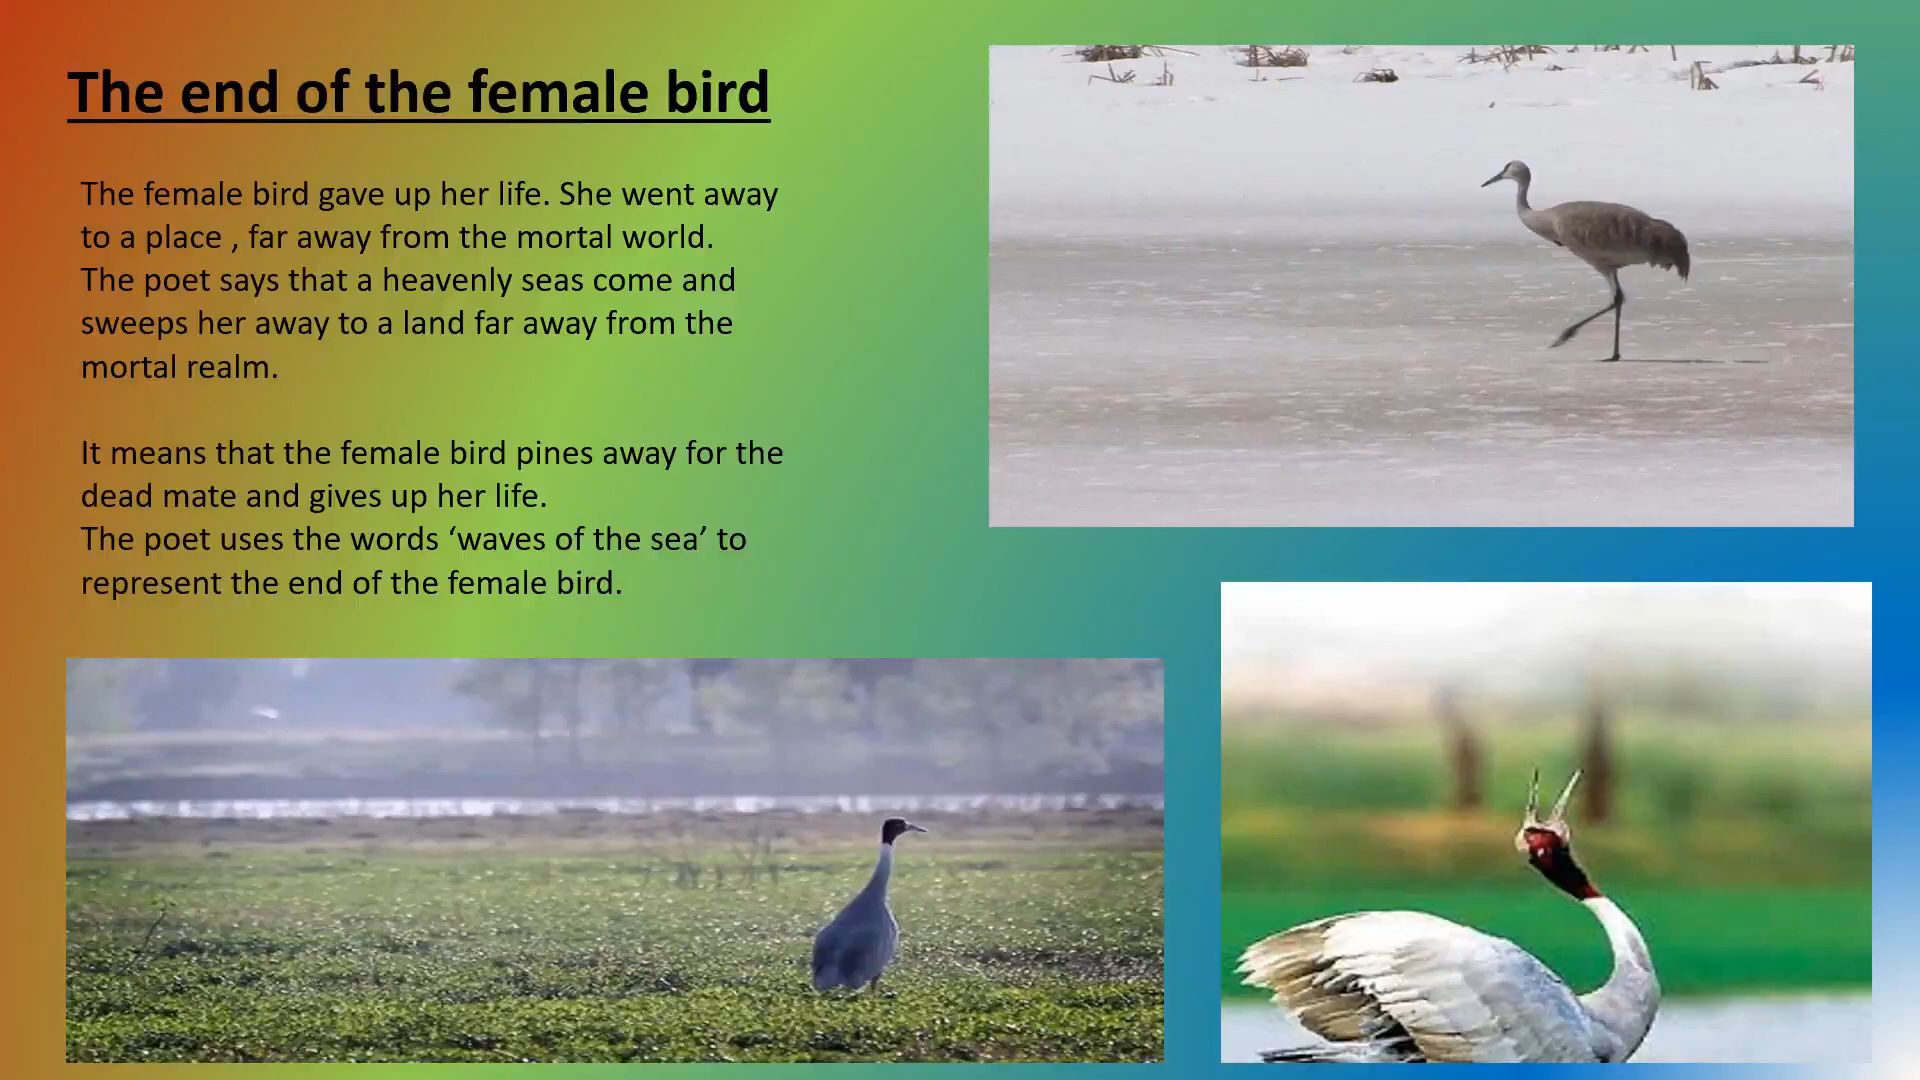 The end of the female bird
The female bird gave up her life. She went away
to a place , far away from the mortal world.
The poet says that a heavenly seas come and
sweeps her away to a land far away from the
mortal realm.
It means that the female bird pines away for the
dead mate and gives up her life.
The poet uses the words ‘waves of the sea’ to
represent the end of the female bird.